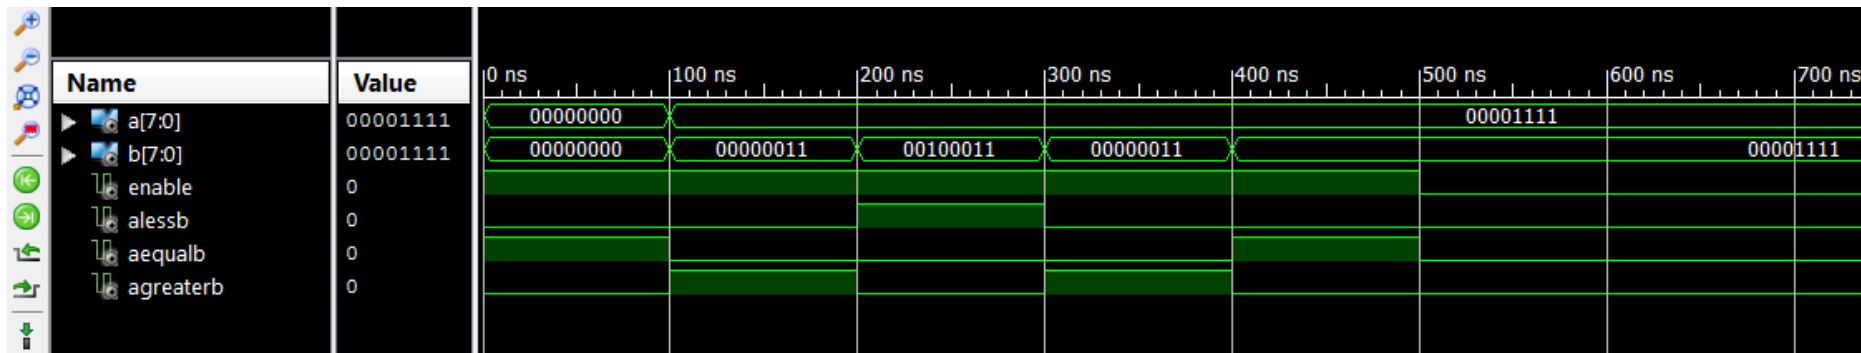 0 ns 100 ns 200 ns 300 ns 400 ns 500 ns 600 ns 700 ns
Name Value
a[7:0] 00001111 00000000 00001111
b[7:0] 00001111 00000000 00000011 00100011 00000011 00001111
enable 0
alessb 0
aequalb 0
agreaterb 0